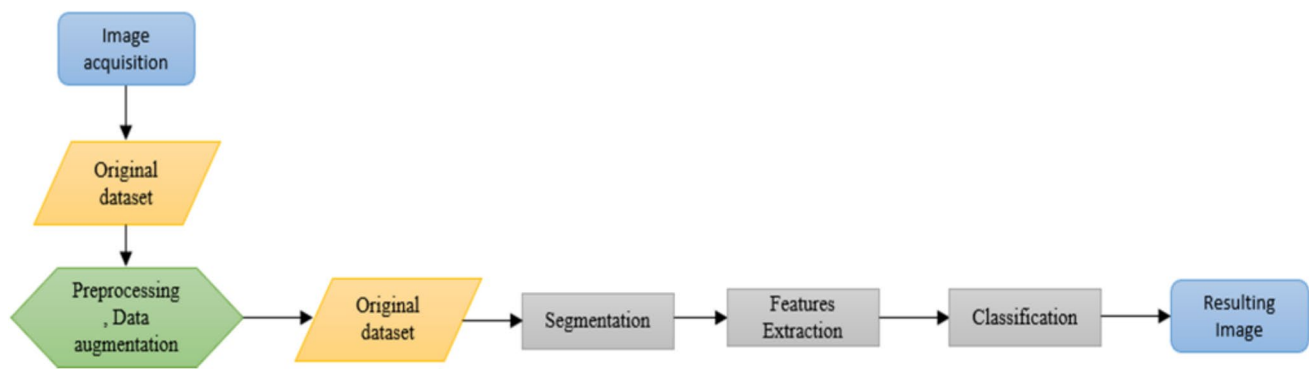 Image
acquisition
Original
dataset
Preprocessing
, Data
augmentation
Original
dataset
Segmentation
Features
Extraction
Classification
Resulting
Image